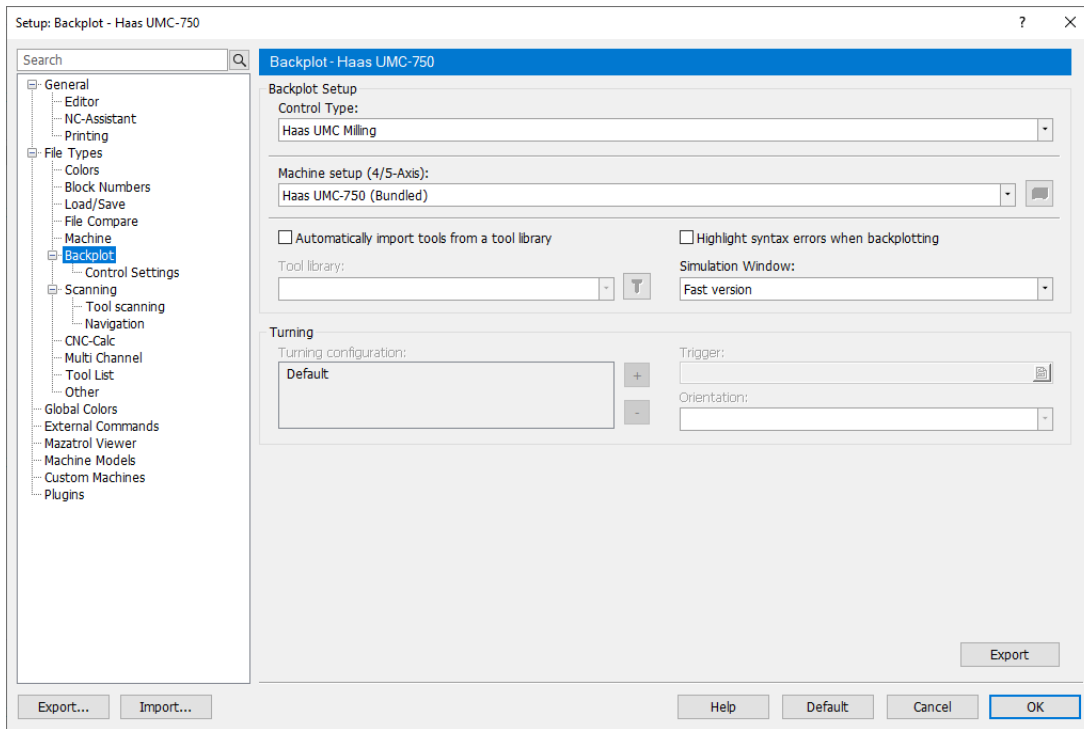 Setup: Backplot - Haas UMC-750
?
Search
General
Editor
NC-Assistant
Printing
File Types
Colors
Block Numbers
Load/Save
File Compare
Machine
Backplot
Control Settings
Scanning
Tool scanning
Navigation
CNC-Calc
Multi Channel
Tool List
Other
Global Colors
External Commands
Mazatrol Viewer
Machine Models
Custom Machines
Plugins
Backplot - Haas UMC-750
Backplot Setup
Control Type:
Haas UMC Milling
Machine setup (4/5-Axis):
Haas UMC-750 (Bundled)
Automatically import tools from a tool library
Highlight syntax errors when backplotting
Tool library:
Simulation Window:
Fast version
Turning
Turning configuration:
Default
+
-
Trigger:
Orientation:
Export
Export...
Import...
Help
Default
Cancel
OK